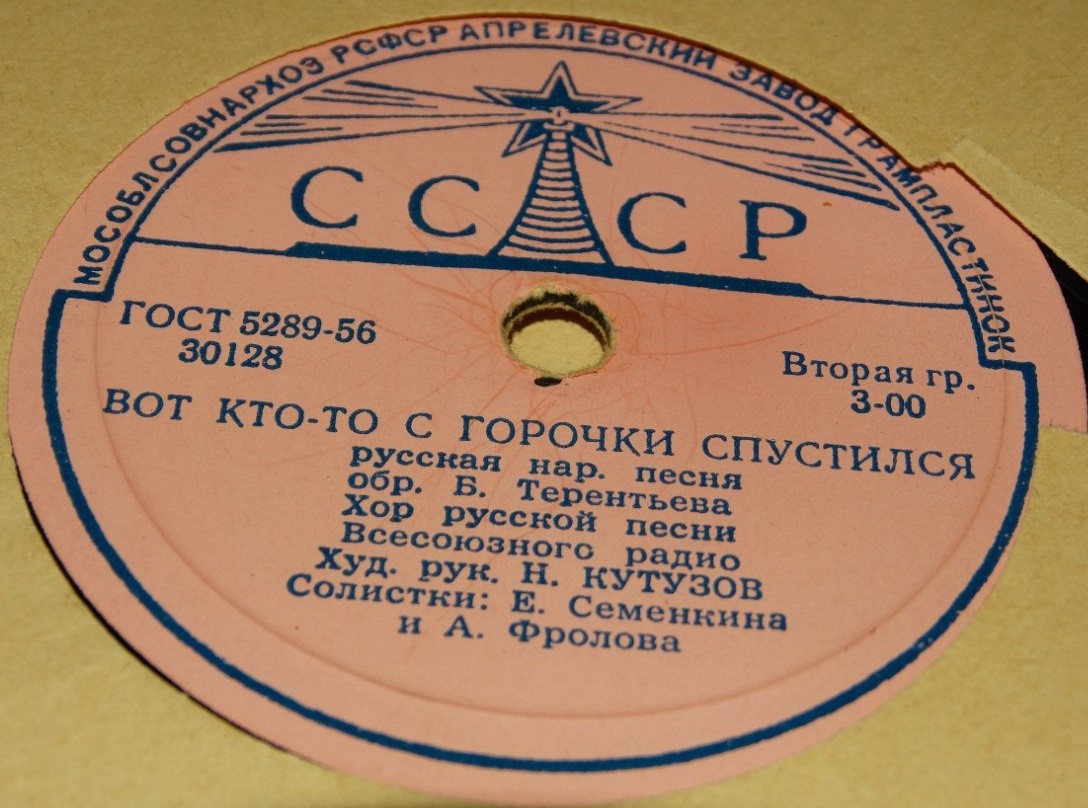 МОСОБЛСОВНАРХОЗ РСФСР АПРЕЛЕВСКИЙ ЗАВОД ГРАМПЛАСТИНОК
СССР
ГОСТ 5289-56
30128
Вторая гр.
3-00
ВОТ КТО-ТО С ГОРОЧКИ СПУСТИЛСЯ
русская нар. песня
обр. Б. Терентьева
Хор русской песни
Всесоюзного радио
Худ. рук. Н. КУТУЗОВ
Солистки: Е. Семенкина
и А. Фролова